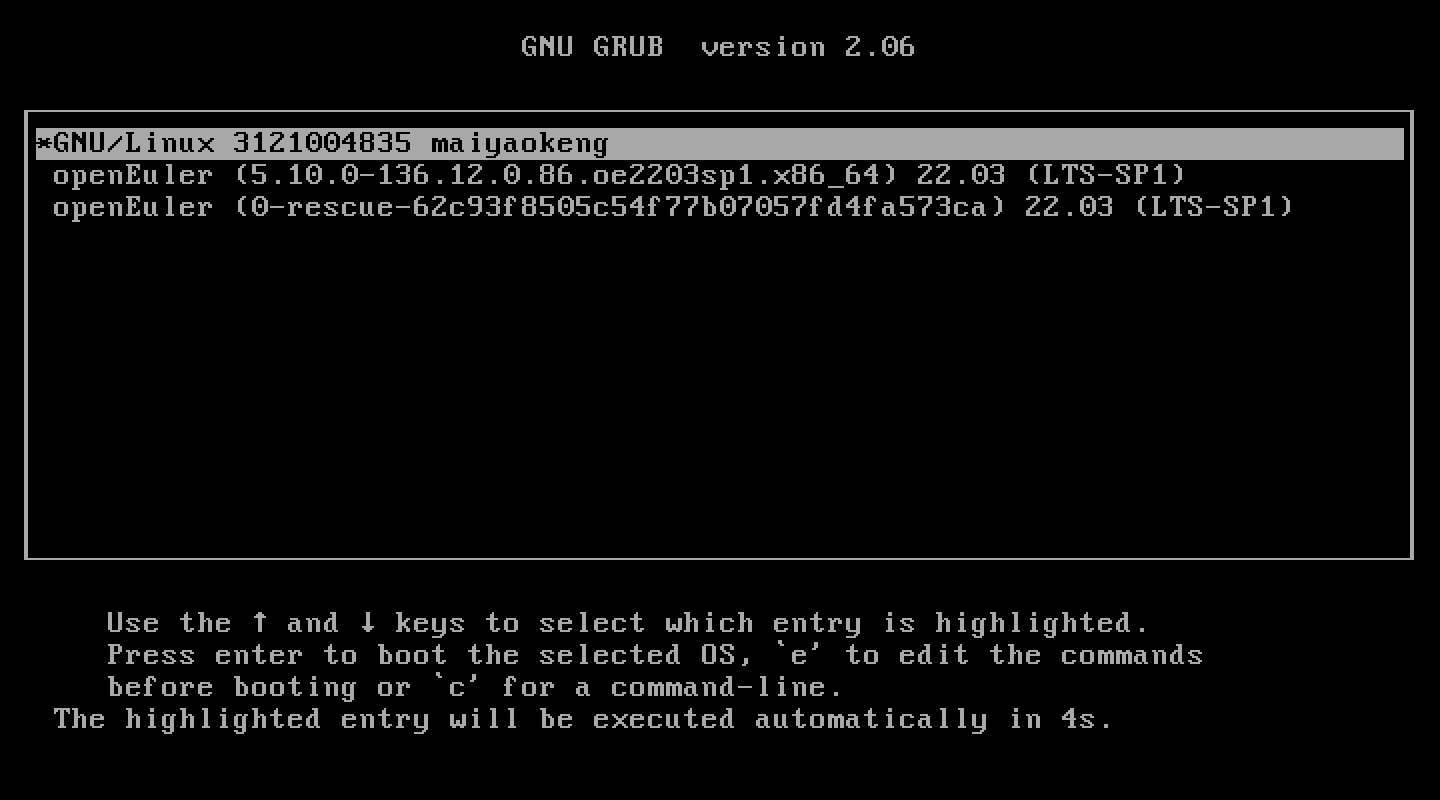 GNU GRUB  version 2.06
*GNU/Linux 3121004835 maiyaokeng
openEuler (5.10.0-136.12.0.86.oe2203sp1.x86_64) 22.03 (LTS-SP1)
openEuler (0-rescue-62c93f8505c54f77b07057fd4fa573ca) 22.03 (LTS-SP1)
Use the ↑ and ↓ keys to select which entry is highlighted.
Press enter to boot the selected OS, `e' to edit the commands
before booting or `c' for a command-line.
The highlighted entry will be executed automatically in 4s.